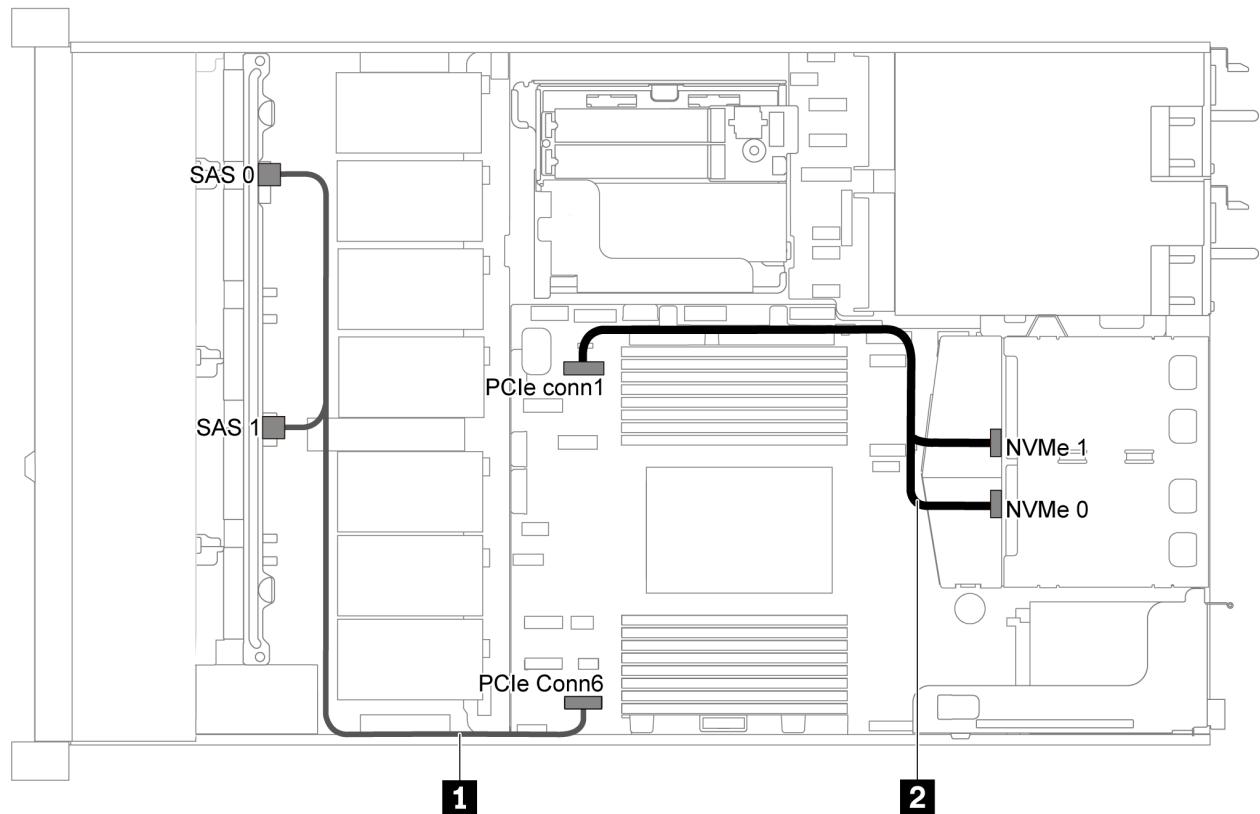 SAS 0
PCIe conn1
SAS 1
NVMe 1
NVMe 0
PCIe Conn6
1
2